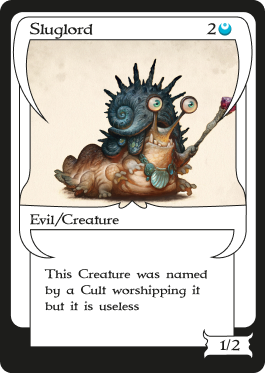 Sluglord 2
Evil/Creature
This Creature was named
by a Cult worshipping it
but it is useless
1/2